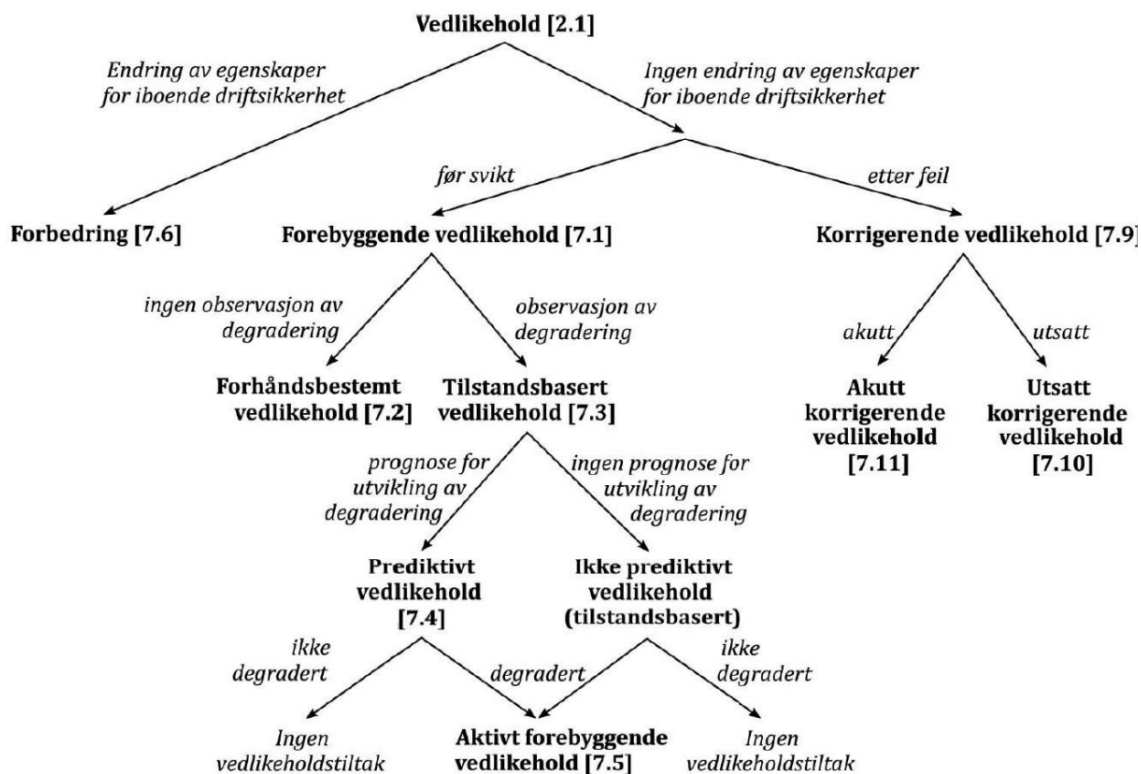 Vedlikehold [2.1]
Endring av egenskaper
for iboende driftsikkerhet
Ingen endring av egenskaper
for iboende driftsikkerhet
før svikt
etter feil
Forbedring [7.6]
Forebyggende vedlikehold [7.1]
Korrigerende vedlikehold [7.9]
ingen observasjon av
degradering
observasjon av
degradering
akutt
utsatt
Forhåndsbestemt
vedlikehold [7.2]
Tilstandsbasert
vedlikehold [7.3]
Akutt
korrigerende
vedlikehold
[7.11]
Utsatt
korrigerende
vedlikehold
[7.10]
prognose for
utvikling av
degradering
ingen prognose for
utvikling av
degradering
Prediktivt
vedlikehold
[7.4]
Ikke prediktivt
vedlikehold
(tilstandsbasert)
ikke
degradert
degradert
ikke
degradert
Ingen
vedlikeholdstiltak
Aktivt forebyggende
vedlikehold [7.5]
Ingen
vedlikeholdstiltak